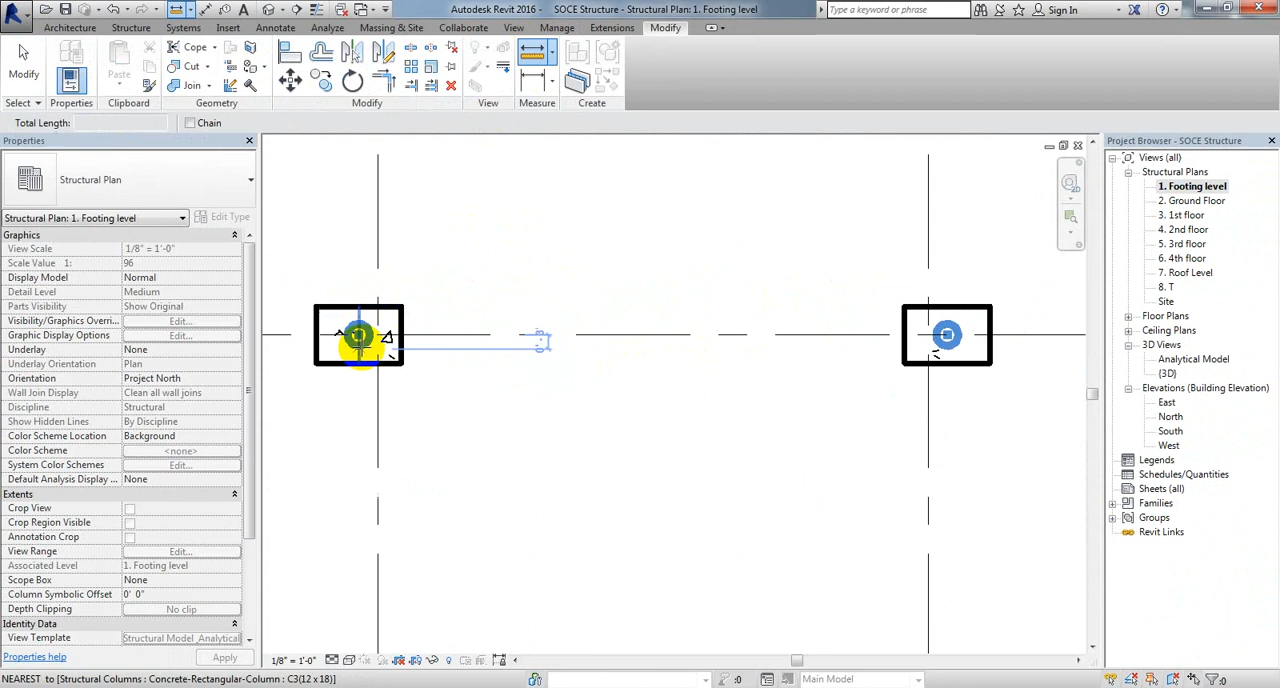 Autodesk Revit 2016 - SOCE Structure - Structural Plan: 1. Footing level
Type a keyword or phrase
Sign In
Architecture Structure Systems Insert Annotate Analyze Massing & Site Collaborate View Manage Extensions Modify
Modify
Paste
Cope
Cut
Join
Select Properties Clipboard Geometry Modify View Measure Create
Total Length: Chain
Properties
Structural Plan
Structural Plan: 1. Footing level Edit Type
Graphics
View Scale 1/8" = 1'-0"
Scale Value 1: 96
Display Model Normal
Detail Level Medium
Parts Visibility Show Original
Visibility/Graphics Overri... Edit...
Graphic Display Options Edit...
Underlay None
Underlay Orientation Plan
Orientation Project North
Wall Join Display Clean all wall joins
Discipline Structural
Show Hidden Lines By Discipline
Color Scheme Location Background
Color Scheme <none>
System Color Schemes Edit...
Default Analysis Display ... None
Extents
Crop View
Crop Region Visible
Annotation Crop
View Range Edit...
Associated Level 1. Footing level
Scope Box None
Column Symbolic Offset 0' 0"
Depth Clipping No clip
Identity Data
View Template Structural Model _Analytical
Properties help Apply
1/8" = 1'-0"
NEAREST to [Structural Columns : Concrete-Rectangular-Column : C3(12 x 18)]
:0 Main Model :0
Project Browser - SOCE Structure
Views (all)
Structural Plans
1. Footing level
2. Ground Floor
3. 1st floor
4. 2nd floor
5. 3rd floor
6. 4th floor
7. Roof Level
8. T
Site
Floor Plans
Ceiling Plans
3D Views
Analytical Model
{3D}
Elevations (Building Elevation)
East
North
South
West
Legends
Schedules/Quantities
Sheets (all)
Families
Groups
Revit Links